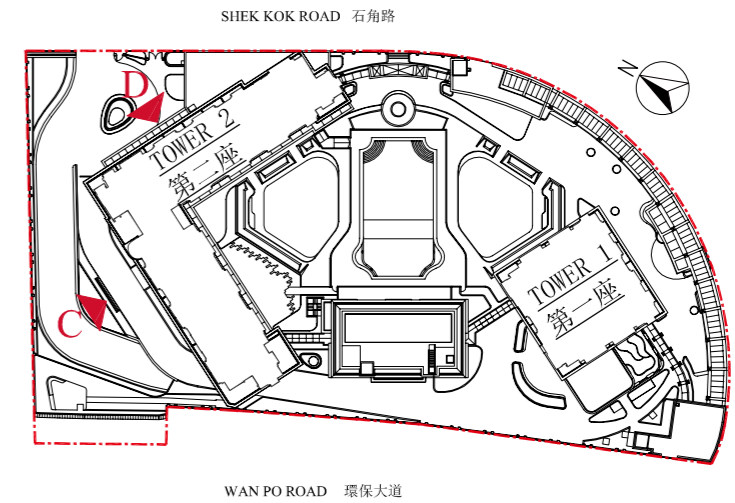 SHEK KOK ROAD 石角路
N
D
TOWER 2
第二座
TOWER 1
第一座
C
WAN PO ROAD 環保大道